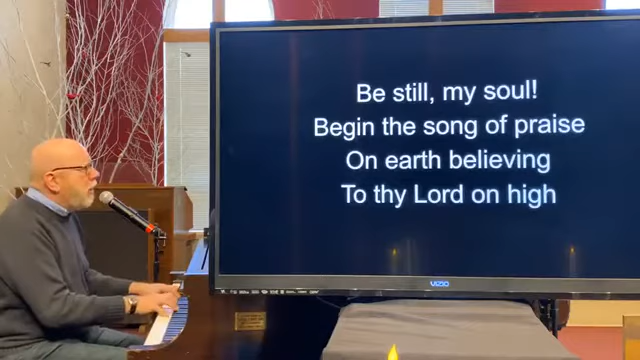 Be still, my soul!
Begin the song of praise
On earth believing
To thy Lord on high
VIZIO